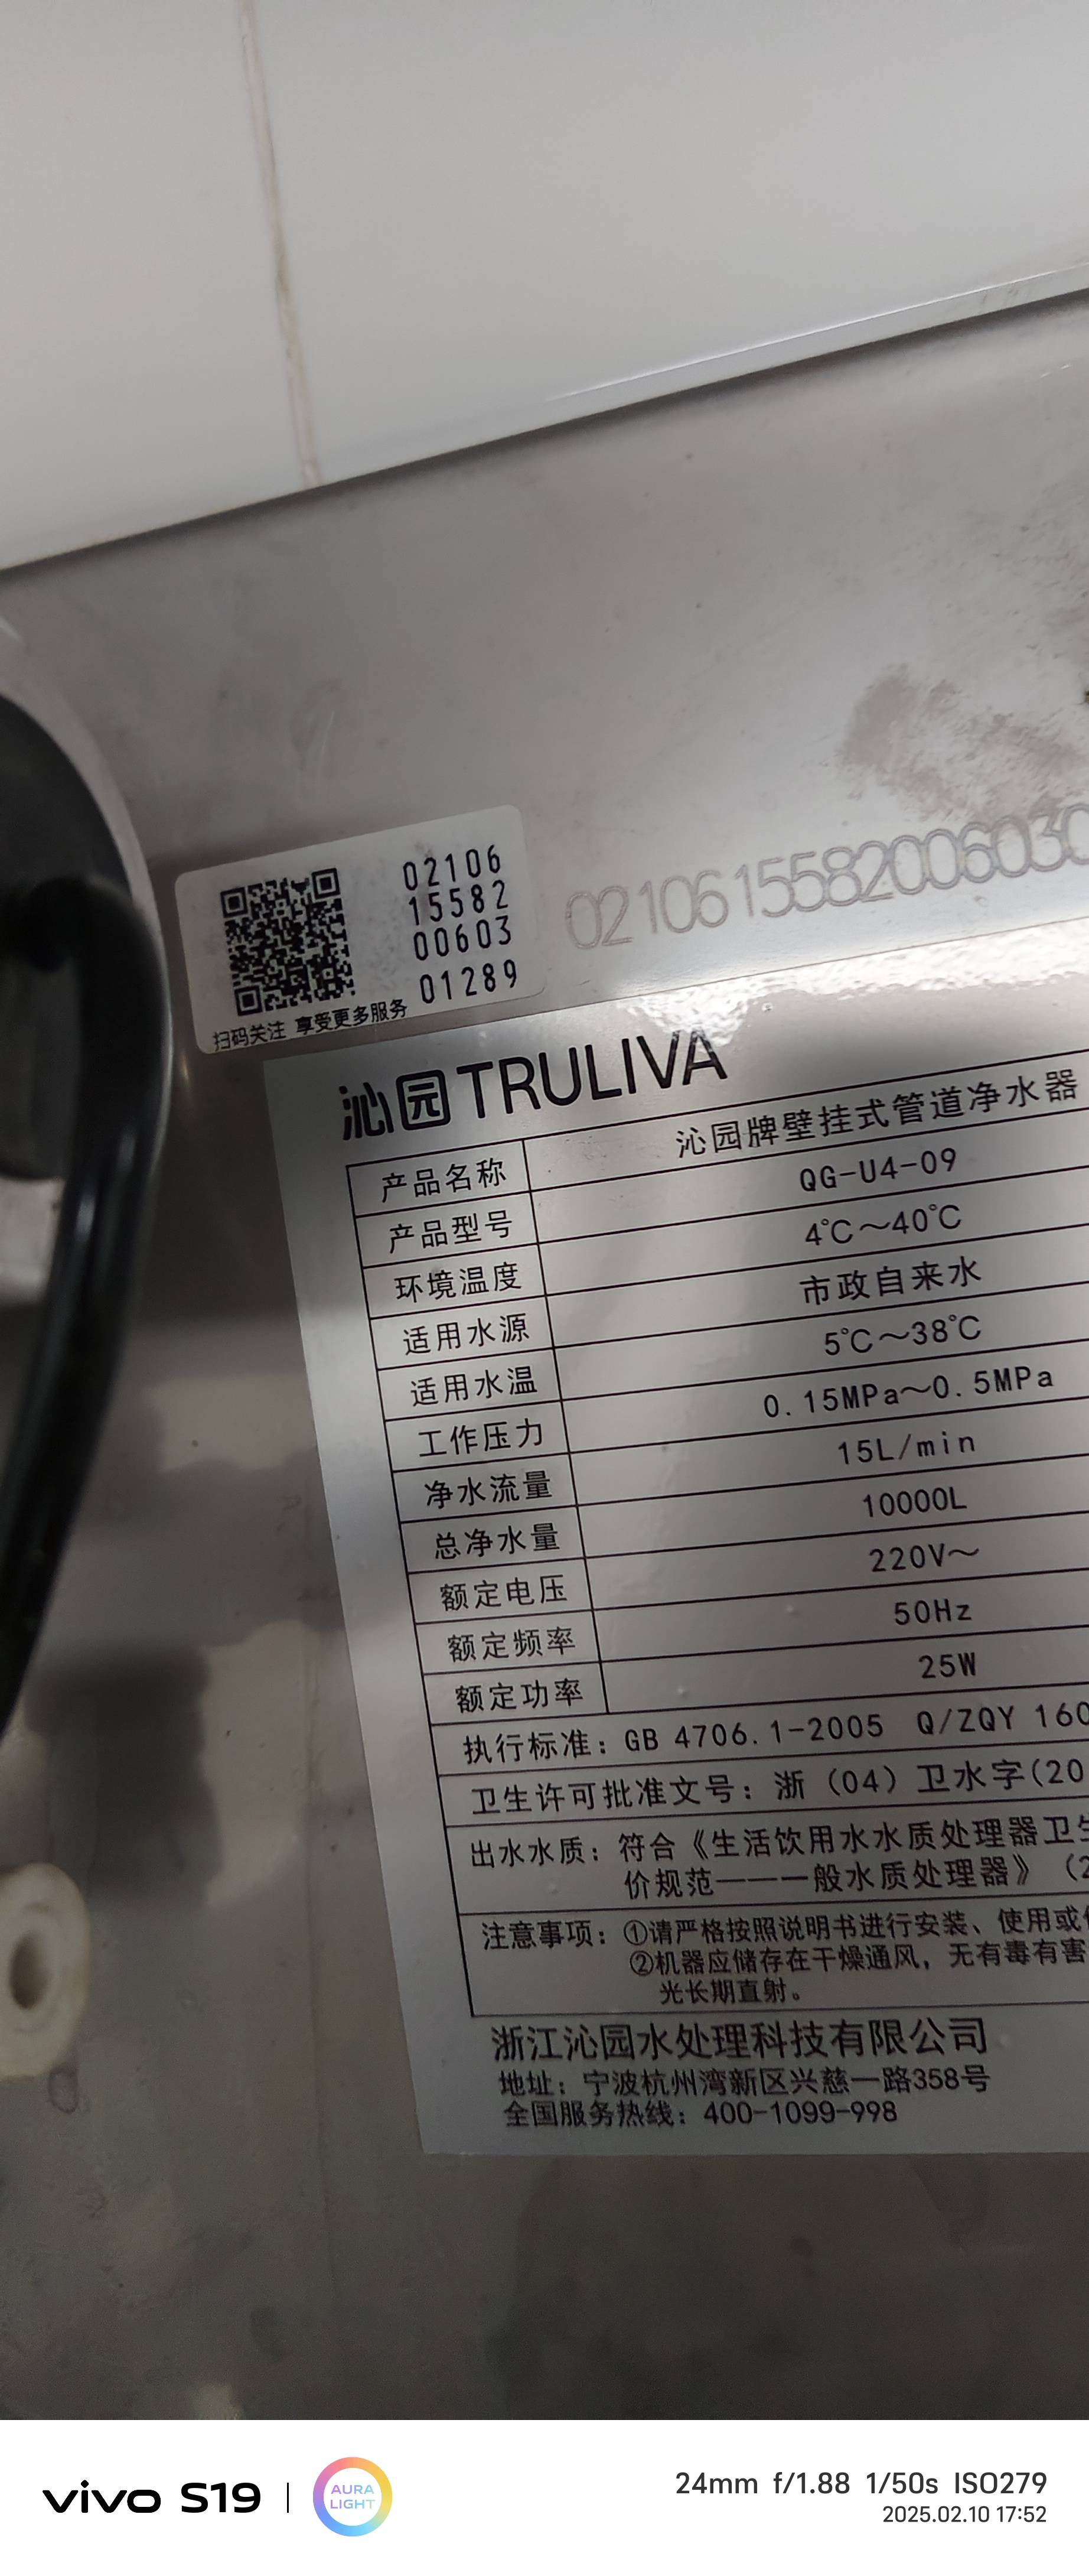 02106
15582
00603
01289
扫码关注 享受更多服务
021061558200603
沁园 TRULIVA
产品名称 沁园牌壁挂式管道净水器
产品型号 QG-U4-09
环境温度 4℃～40℃
适用水源 市政自来水
适用水温 5℃～38℃
工作压力 0.15MPa～0.5MPa
净水流量 15L/min
总净水量 10000L
额定电压 220V～
额定频率 50Hz
额定功率 25W
执行标准：GB 4706.1-2005 Q/ZQY 160
卫生许可批准文号：浙（04）卫水字(20
出水水质：符合《生活饮用水水质处理器卫生
价规范——一般水质处理器》（2
注意事项：①请严格按照说明书进行安装、使用或
②机器应储存在干燥通风，无有毒有害
光长期直射。
浙江沁园水处理科技有限公司
地址：宁波杭州湾新区兴慈一路358号
全国服务热线：400-1099-998
vivo S19 | AURA LIGHT
24mm f/1.88 1/50s ISO279
2025.02.10 17:52